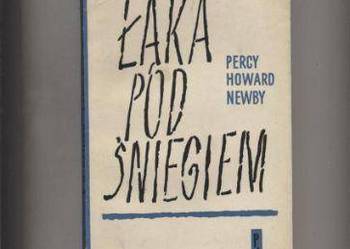 ŁĄKA
POD
ŚNIEGIEM
PERCY
HOWARD
NEWBY
P